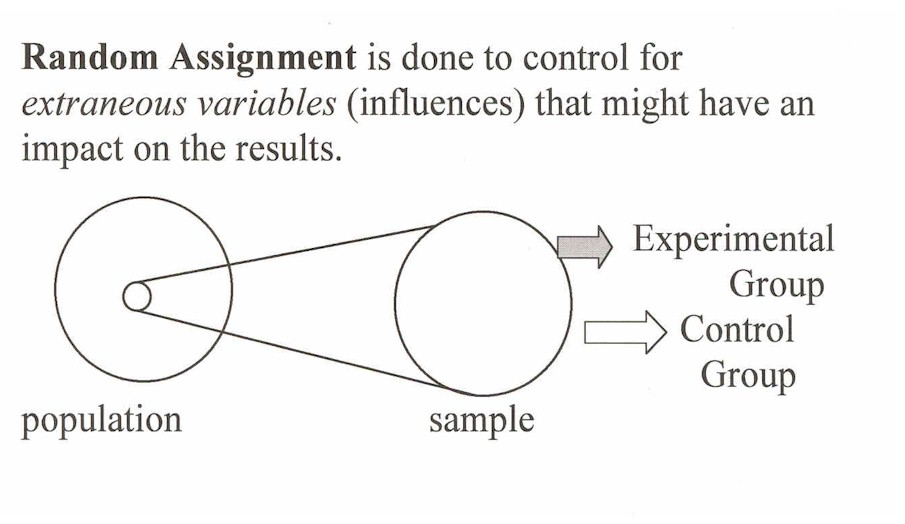 Random Assignment is done to control for
extraneous variables (influences) that might have an
impact on the results.
Experimental
Group
Control
Group
population
sample